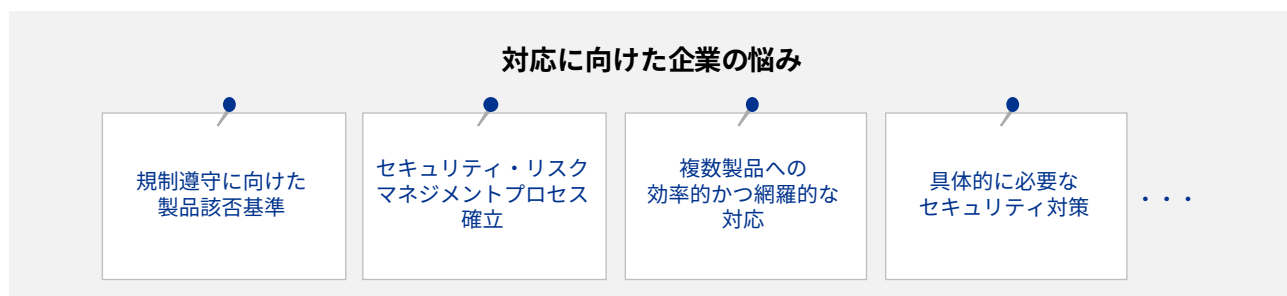 対応に向けた企業の悩み
規制遵守に向けた
製品該否基準
セキュリティ・リスク
マネジメントプロセス
確立
複数製品への
効率的かつ網羅的な
対応
具体的に必要な
セキュリティ対策
・・・